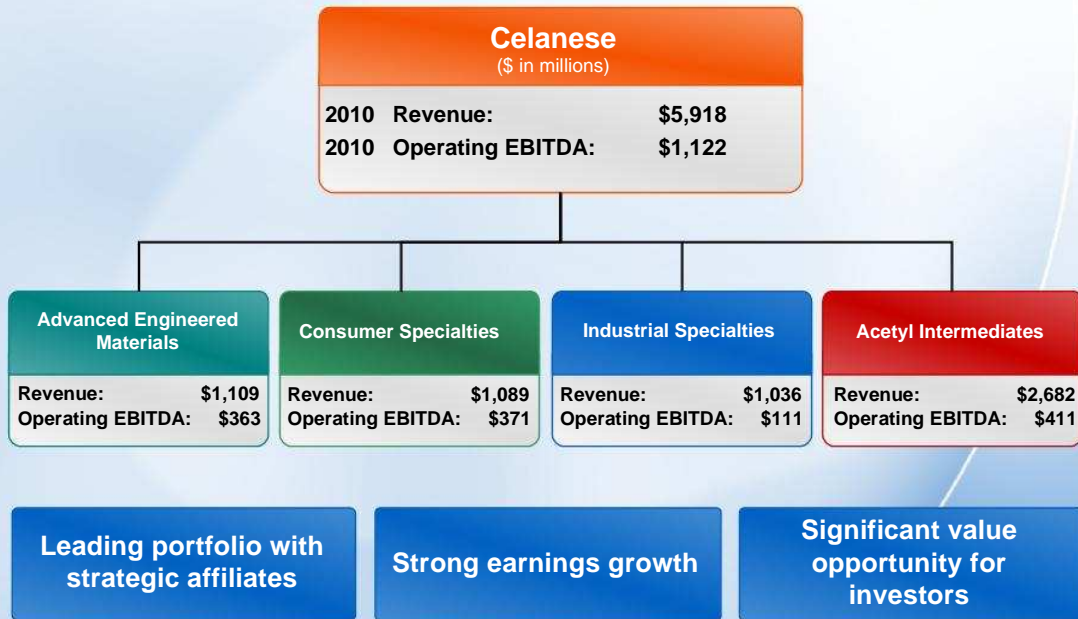 Celanese
($ in millions)
2010 Revenue: $5,918
2010 Operating EBITDA: $1,122
Advanced Engineered
Materials
Revenue: $1,109
Operating EBITDA: $363
Consumer Specialties
Revenue: $1,089
Operating EBITDA: $371
Industrial Specialties
Revenue: $1,036
Operating EBITDA: $111
Acetyl Intermediates
Revenue: $2,682
Operating EBITDA: $411
Leading portfolio with
strategic affiliates
Strong earnings growth
Significant value
opportunity for
investors